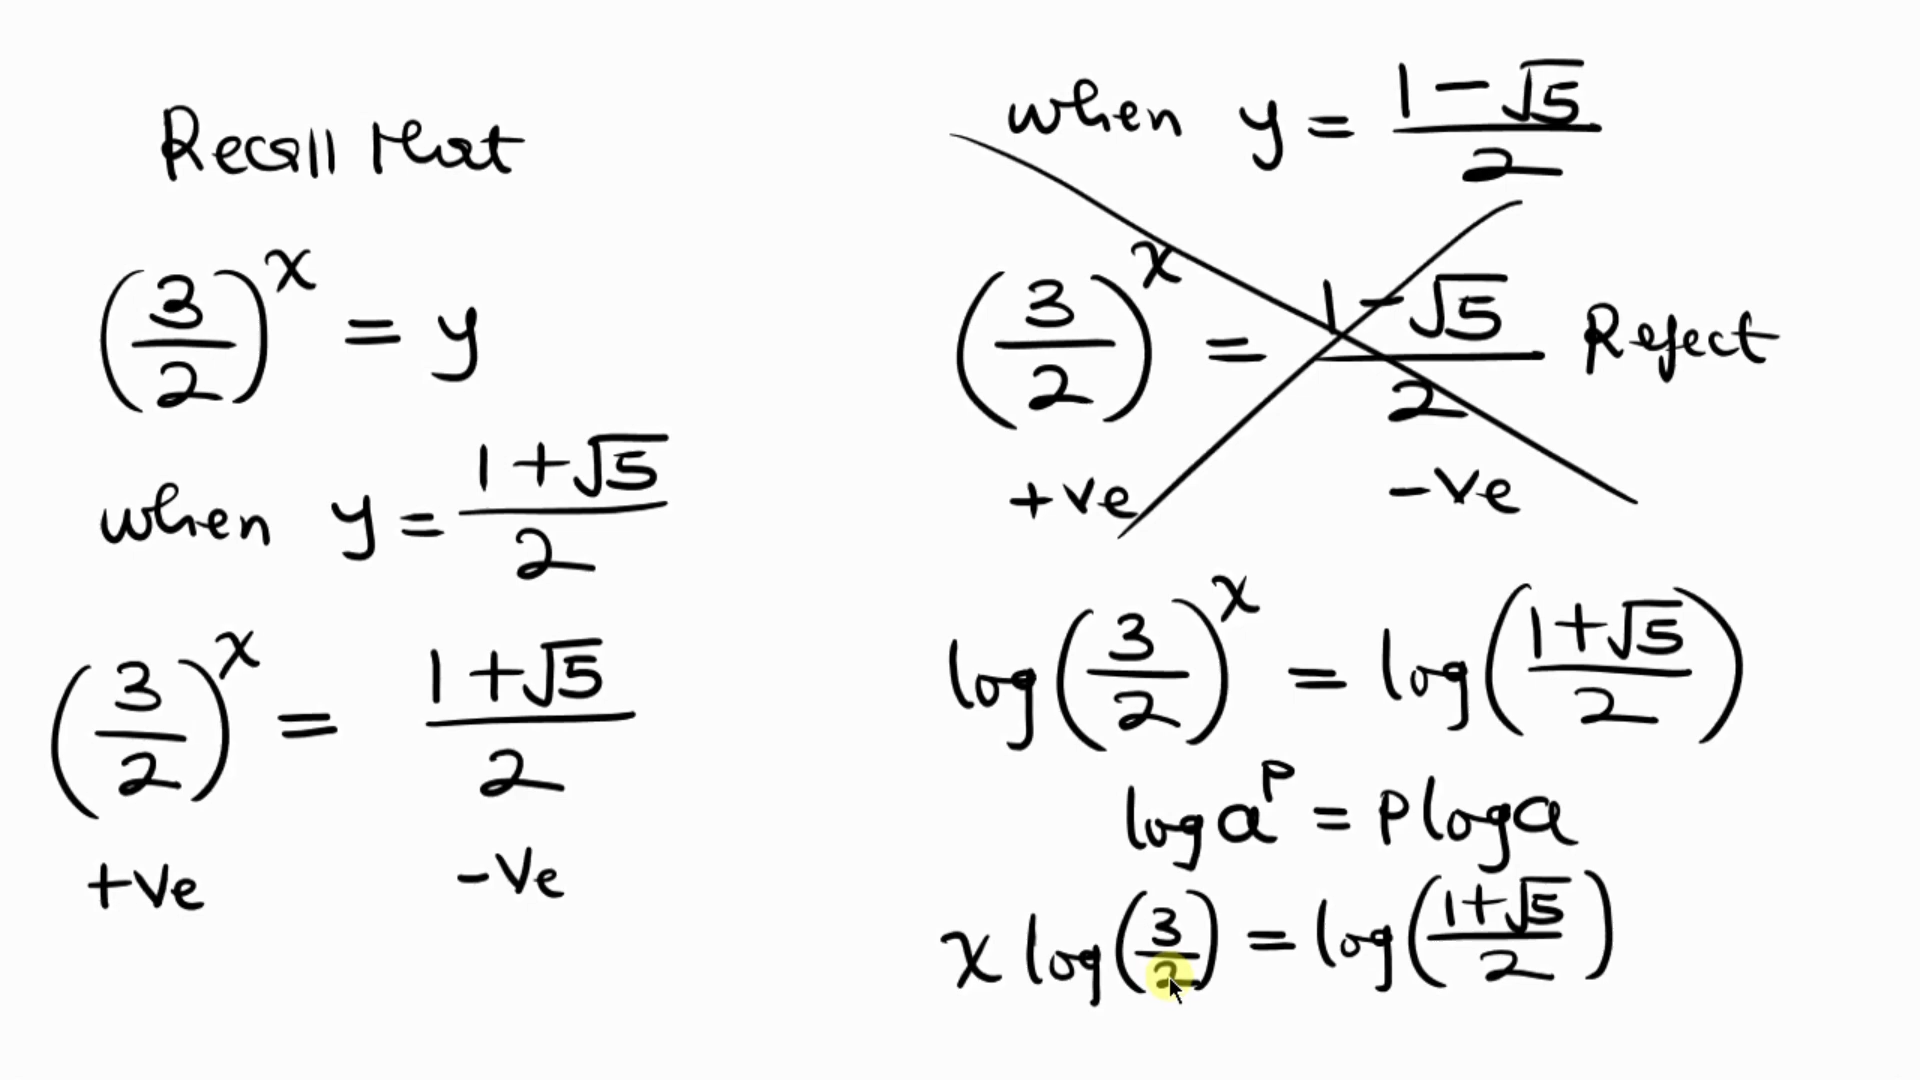 Recall that
(3/2)^x = y
when y = (1+√5)/2
(3/2)^x = (1+√5)/2
+ve -ve
when y = (1-√5)/2
(3/2)^x = (1-√5)/2 Reject
+ve -ve
log(3/2)^x = log((1+√5)/2)
log a^P = P log a
x log(3/2) = log((1+√5)/2)